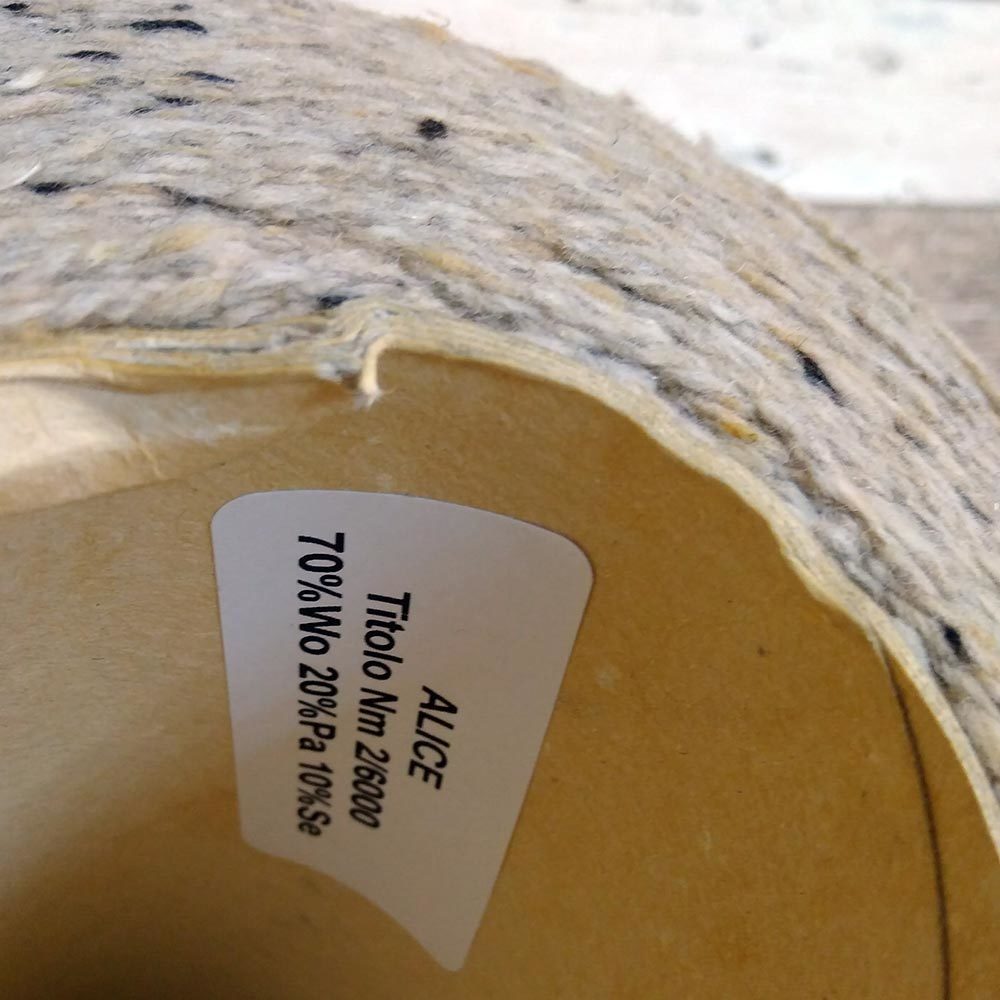 ALICE
Titolo Nm 2/6000
70%Wo 20%Pa 10%Se